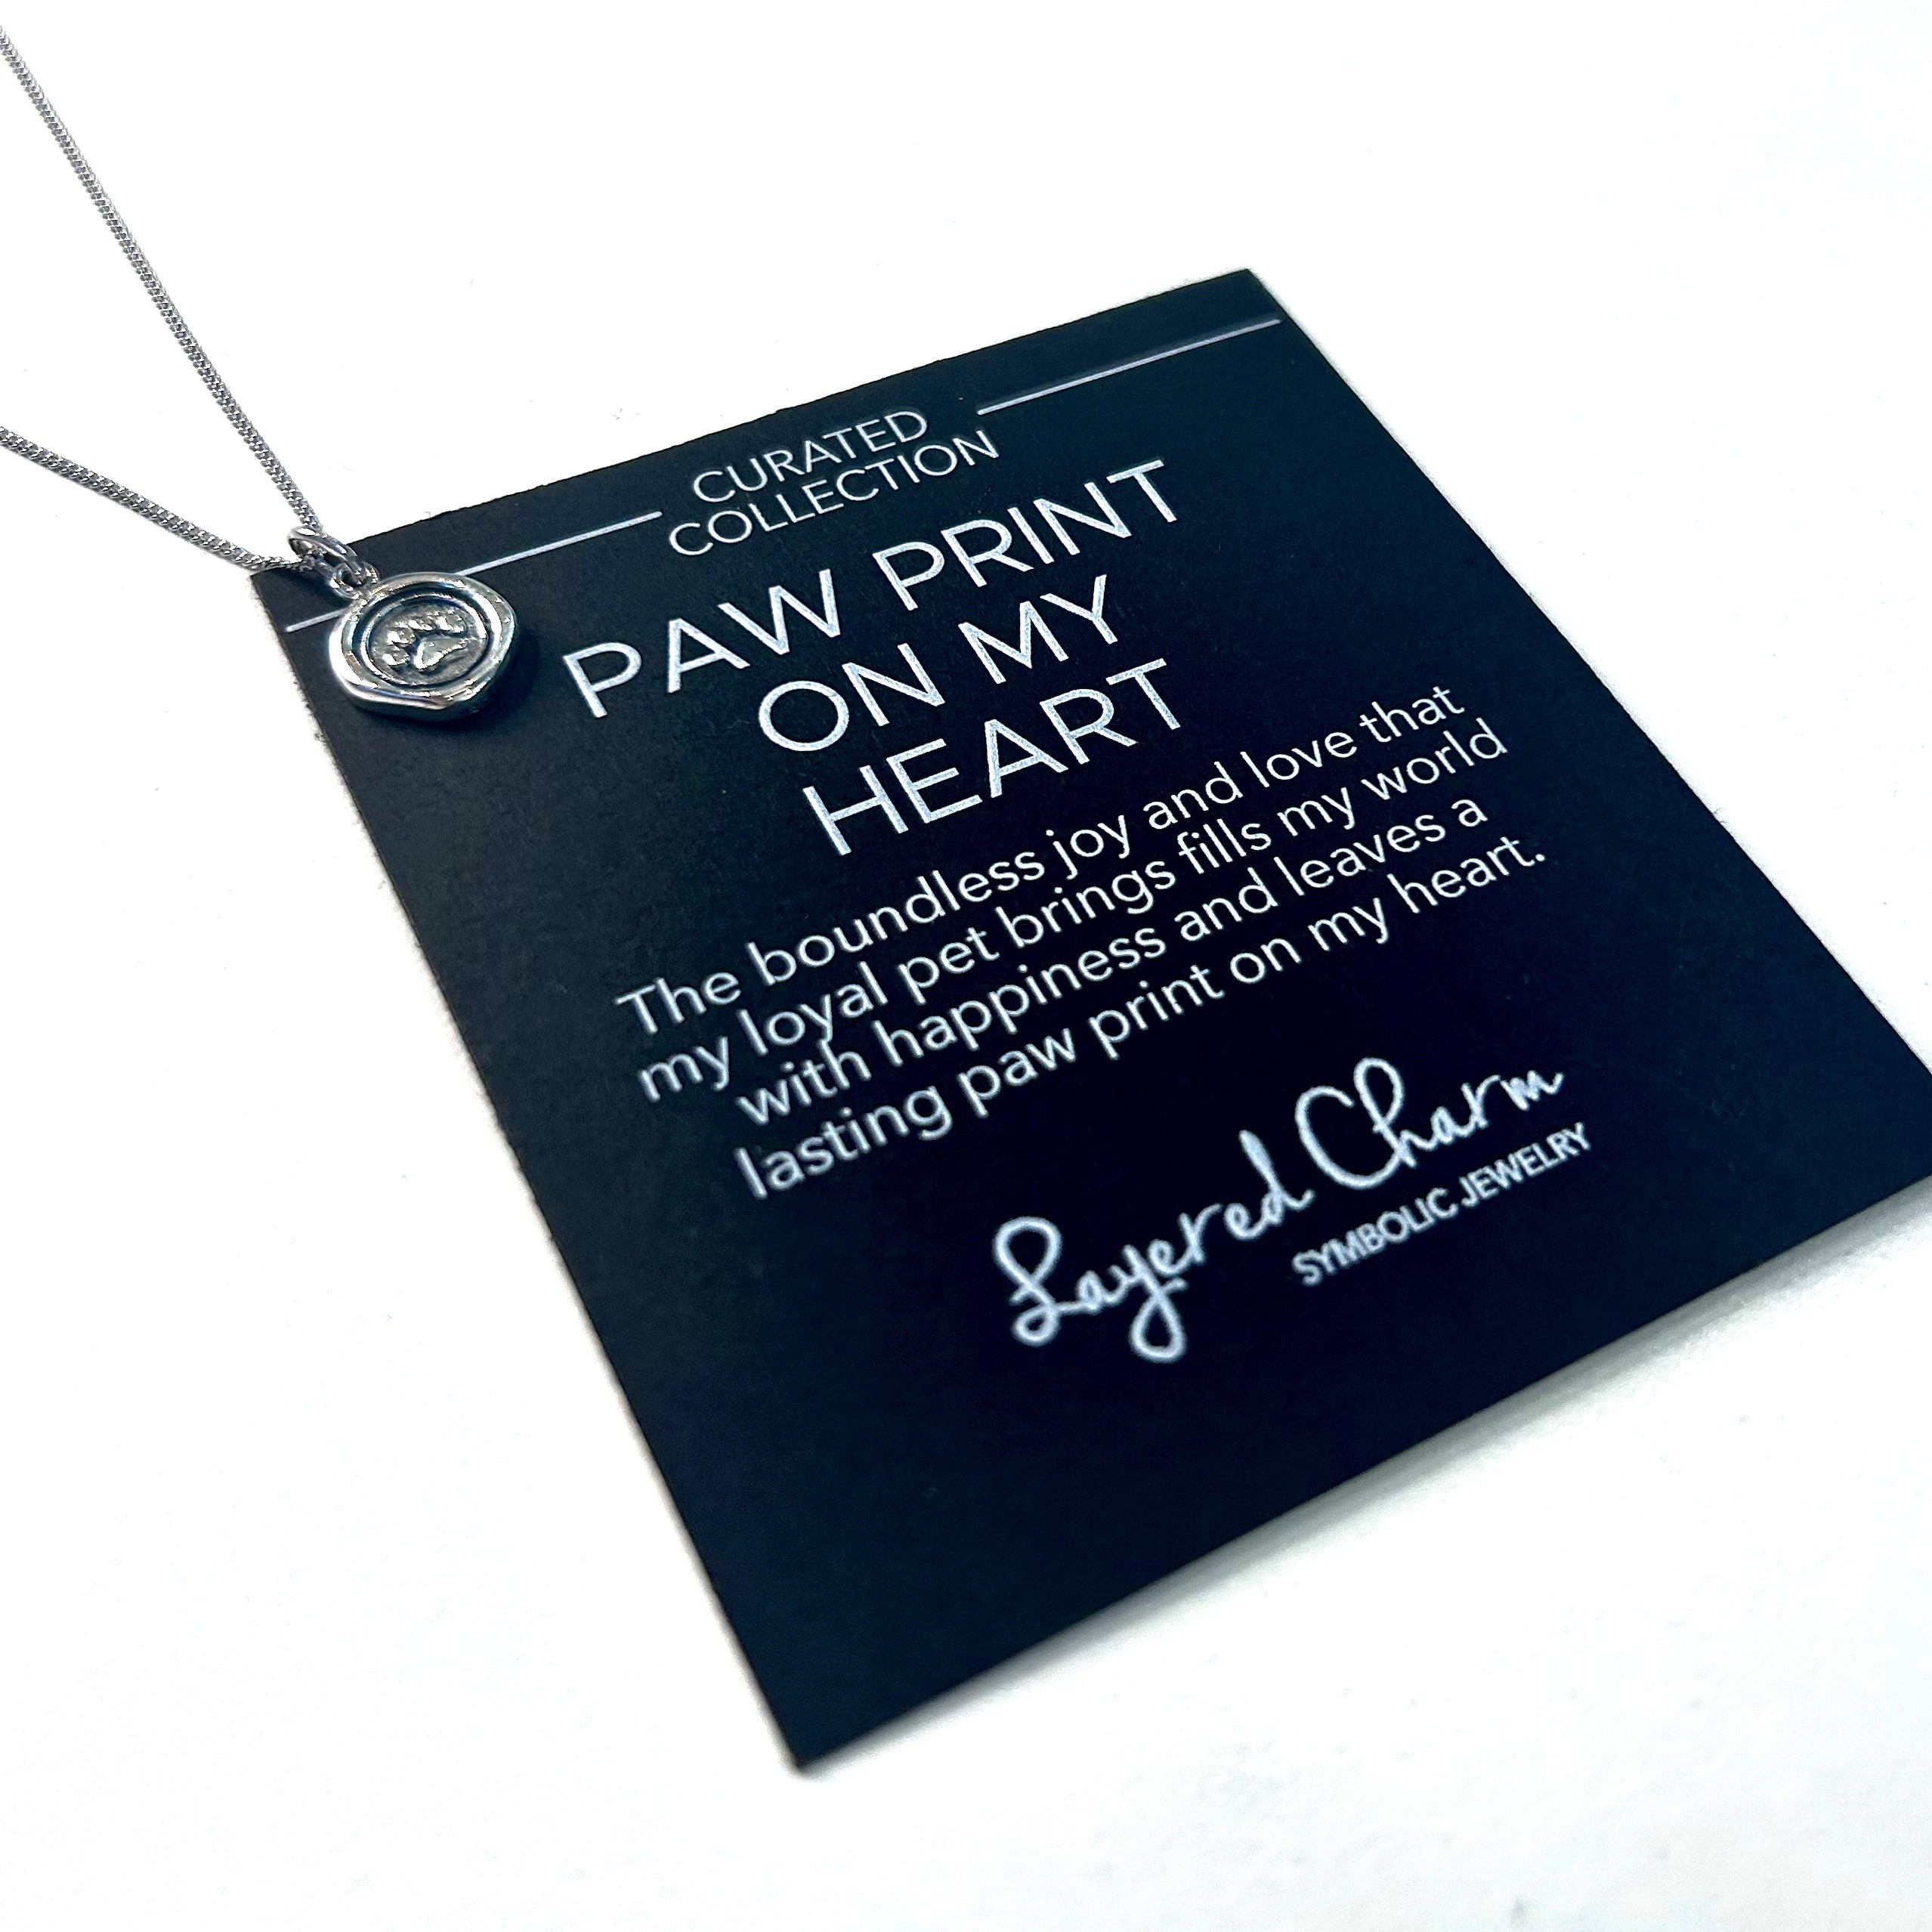 CURATED
COLLECTION
PAW PRINT
ON MY
HEART
The boundless joy and love that
my loyal pet brings fills my world
with happiness and leaves a
lasting paw print on my heart.
Layered Charm
SYMBOLIC JEWELRY